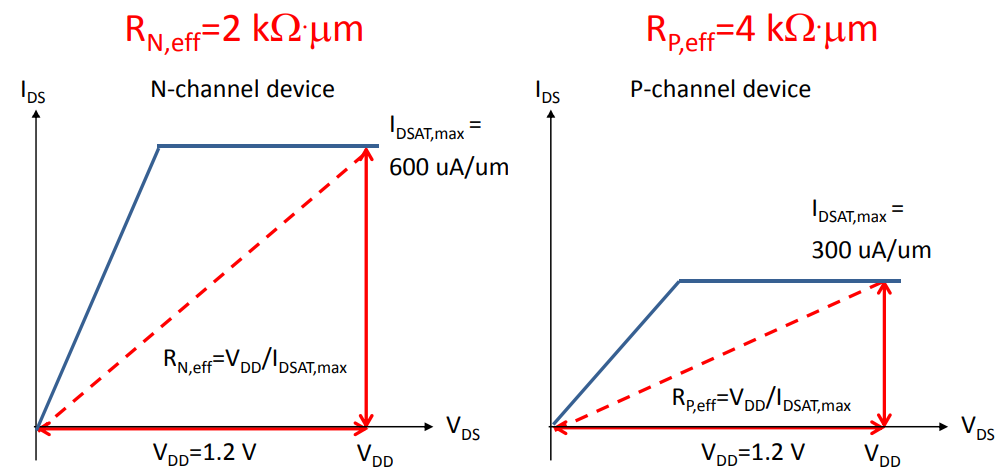 R_N,eff=2 kΩ·μm
N-channel device
I_DS
I_DSAT,max =
600 uA/um
R_N,eff=V_DD/I_DSAT,max
V_DS
V_DD=1.2 V
V_DD
R_P,eff=4 kΩ·μm
P-channel device
I_DS
I_DSAT,max =
300 uA/um
R_P,eff=V_DD/I_DSAT,max
V_DS
V_DD=1.2 V
V_DD